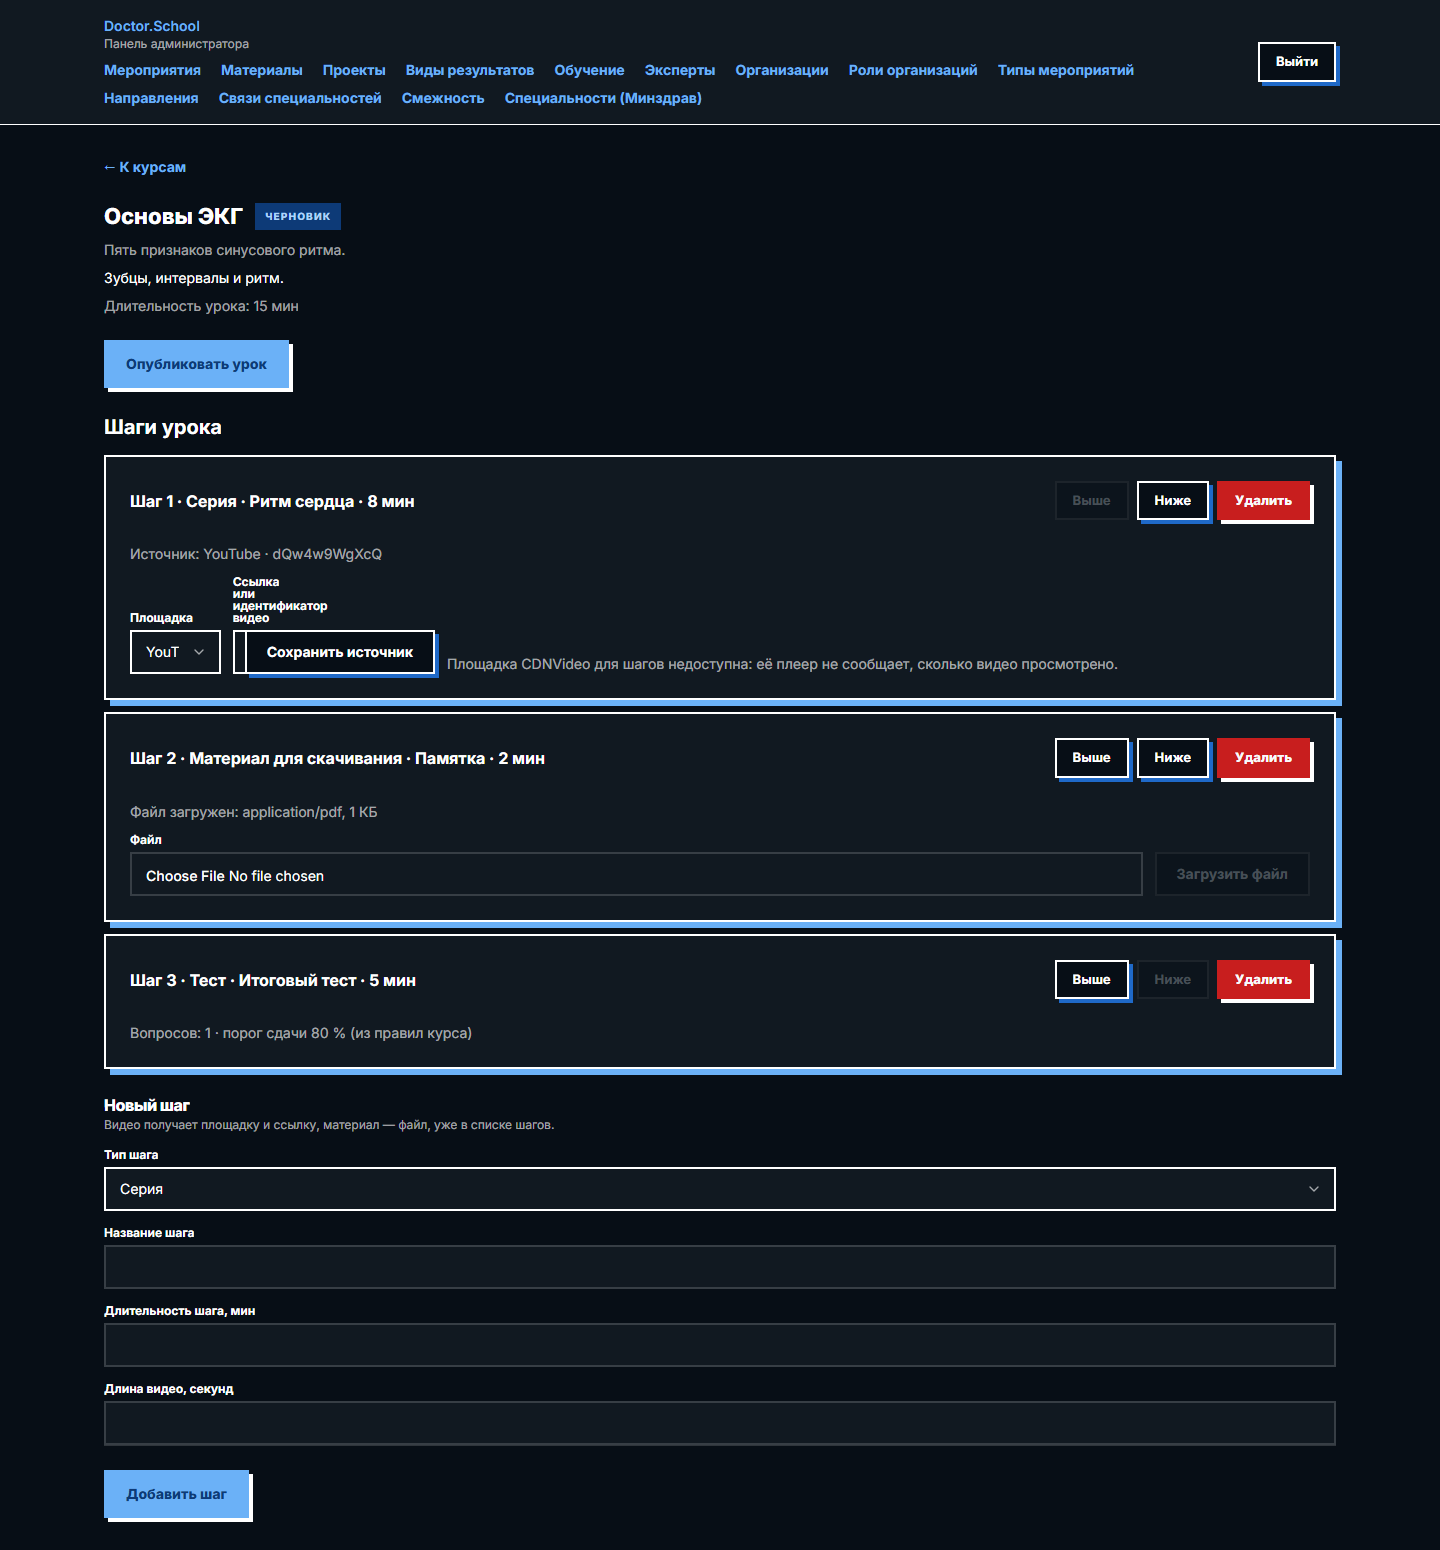 Doctor.School
Панель администратора
Мероприятия Материалы Проекты Виды результатов Обучение Эксперты Организации Роли организаций Типы мероприятий
Направления Связи специальностей Смежность Специальности (Минздрав)
Выйти
← К курсам
Основы ЭКГ ЧЕРНОВИК
Пять признаков синусового ритма.
Зубцы, интервалы и ритм.
Длительность урока: 15 мин
Опубликовать урок
Шаги урока
Шаг 1 · Серия · Ритм сердца · 8 мин Выше Ниже Удалить
Источник: YouTube · dQw4w9WgXcQ
Площадка
Ссылка
или
идентификатор
видео
YouT Сохранить источник Площадка CDNVideo для шагов недоступна: её плеер не сообщает, сколько видео просмотрено.
Шаг 2 · Материал для скачивания · Памятка · 2 мин Выше Ниже Удалить
Файл загружен: application/pdf, 1 КБ
Файл
Choose File No file chosen Загрузить файл
Шаг 3 · Тест · Итоговый тест · 5 мин Выше Ниже Удалить
Вопросов: 1 · порог сдачи 80 % (из правил курса)
Новый шаг
Видео получает площадку и ссылку, материал — файл, уже в списке шагов.
Тип шага
Серия
Название шага
Длительность шага, мин
Длина видео, секунд
Добавить шаг